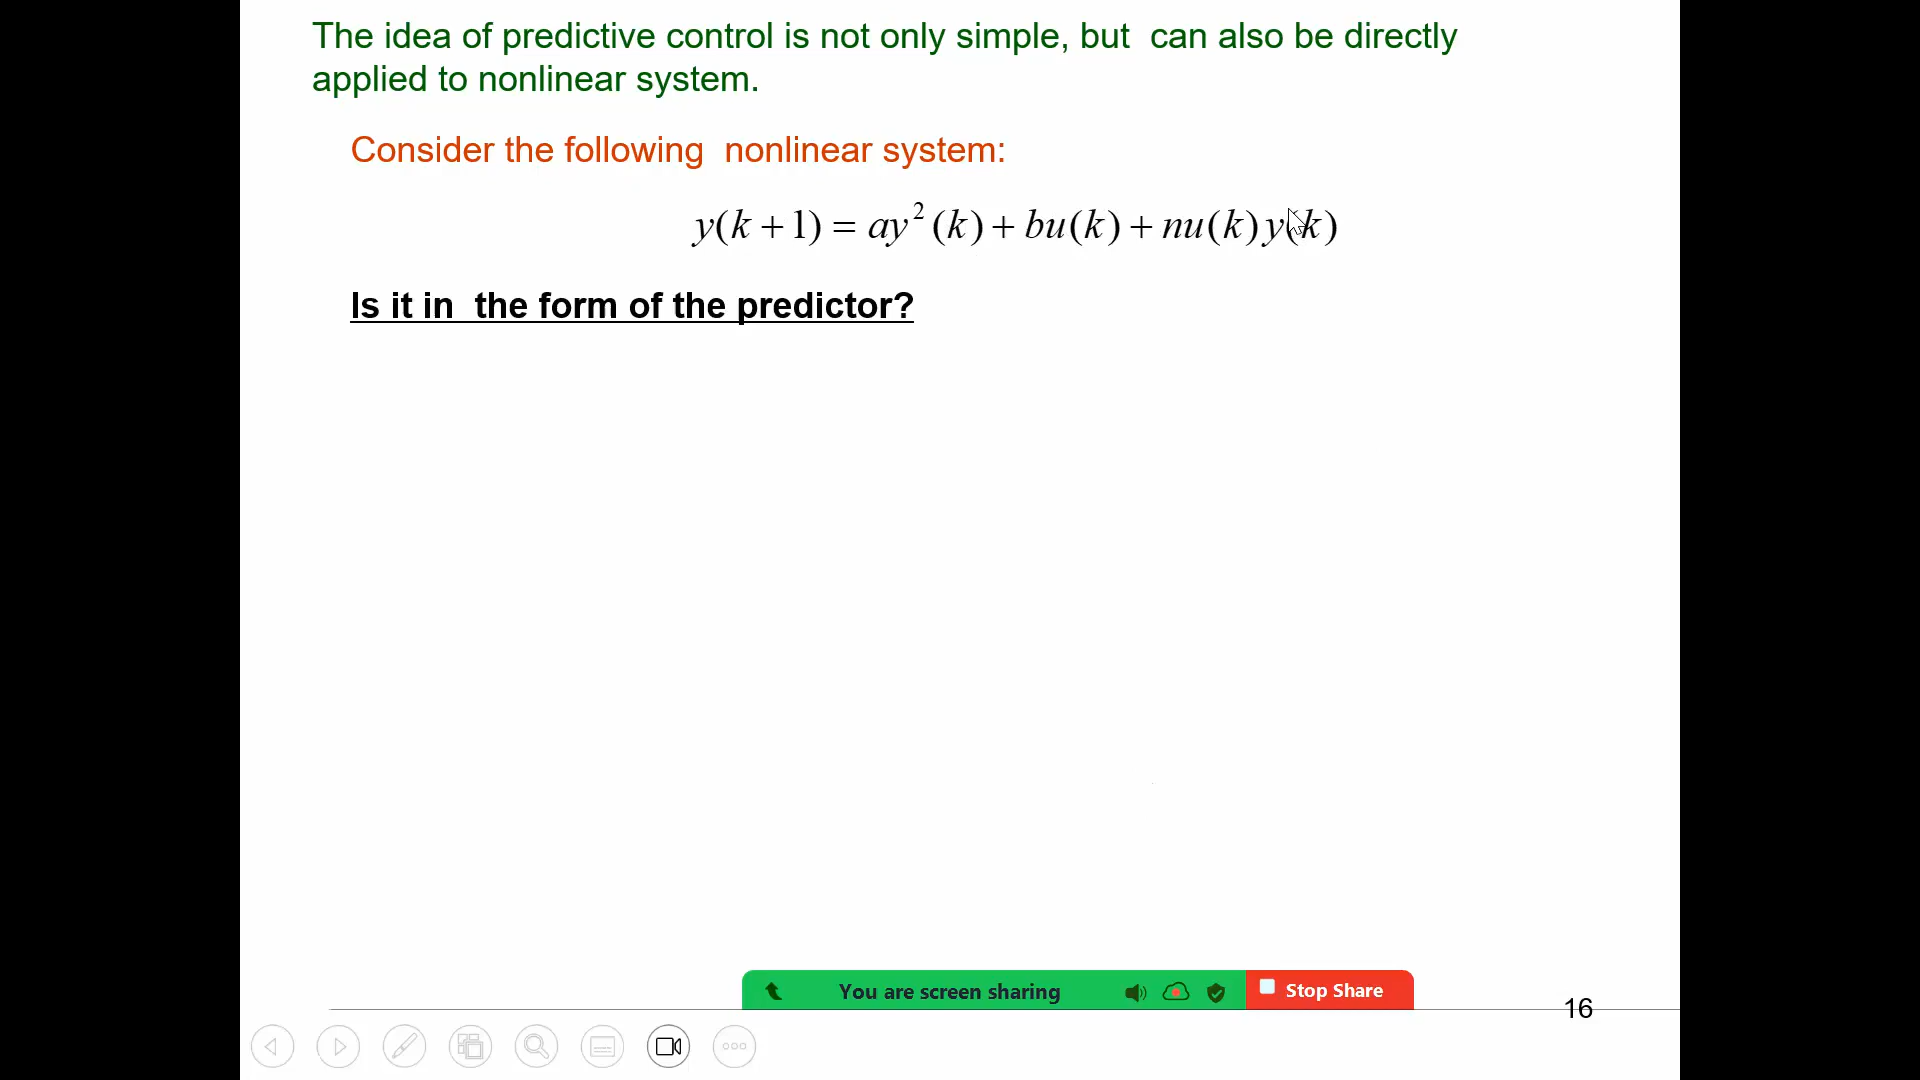 The idea of predictive control is not only simple, but can also be directly
applied to nonlinear system.
Consider the following nonlinear system:
y(k + 1) = ay²(k) + bu(k) + nu(k)y(k)
Is it in the form of the predictor?
You are screen sharing
Stop Share
16